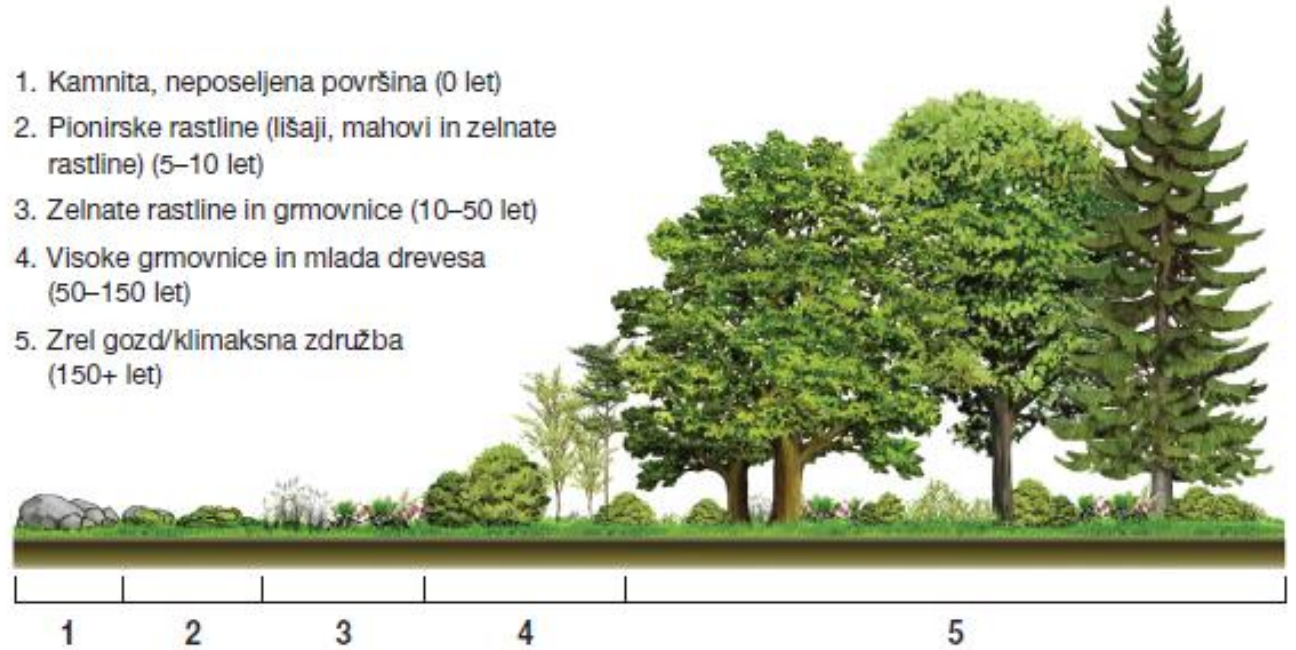 1. Kamnita, neposeljena površina (0 let)
2. Pionirske rastline (lišaji, mahovi in zelnate
rastline) (5–10 let)
3. Zelnate rastline in grmovnice (10–50 let)
4. Visoke grmovnice in mlada drevesa
(50–150 let)
5. Zrel gozd/klimaksna združba
(150+ let)
1 2 3 4 5